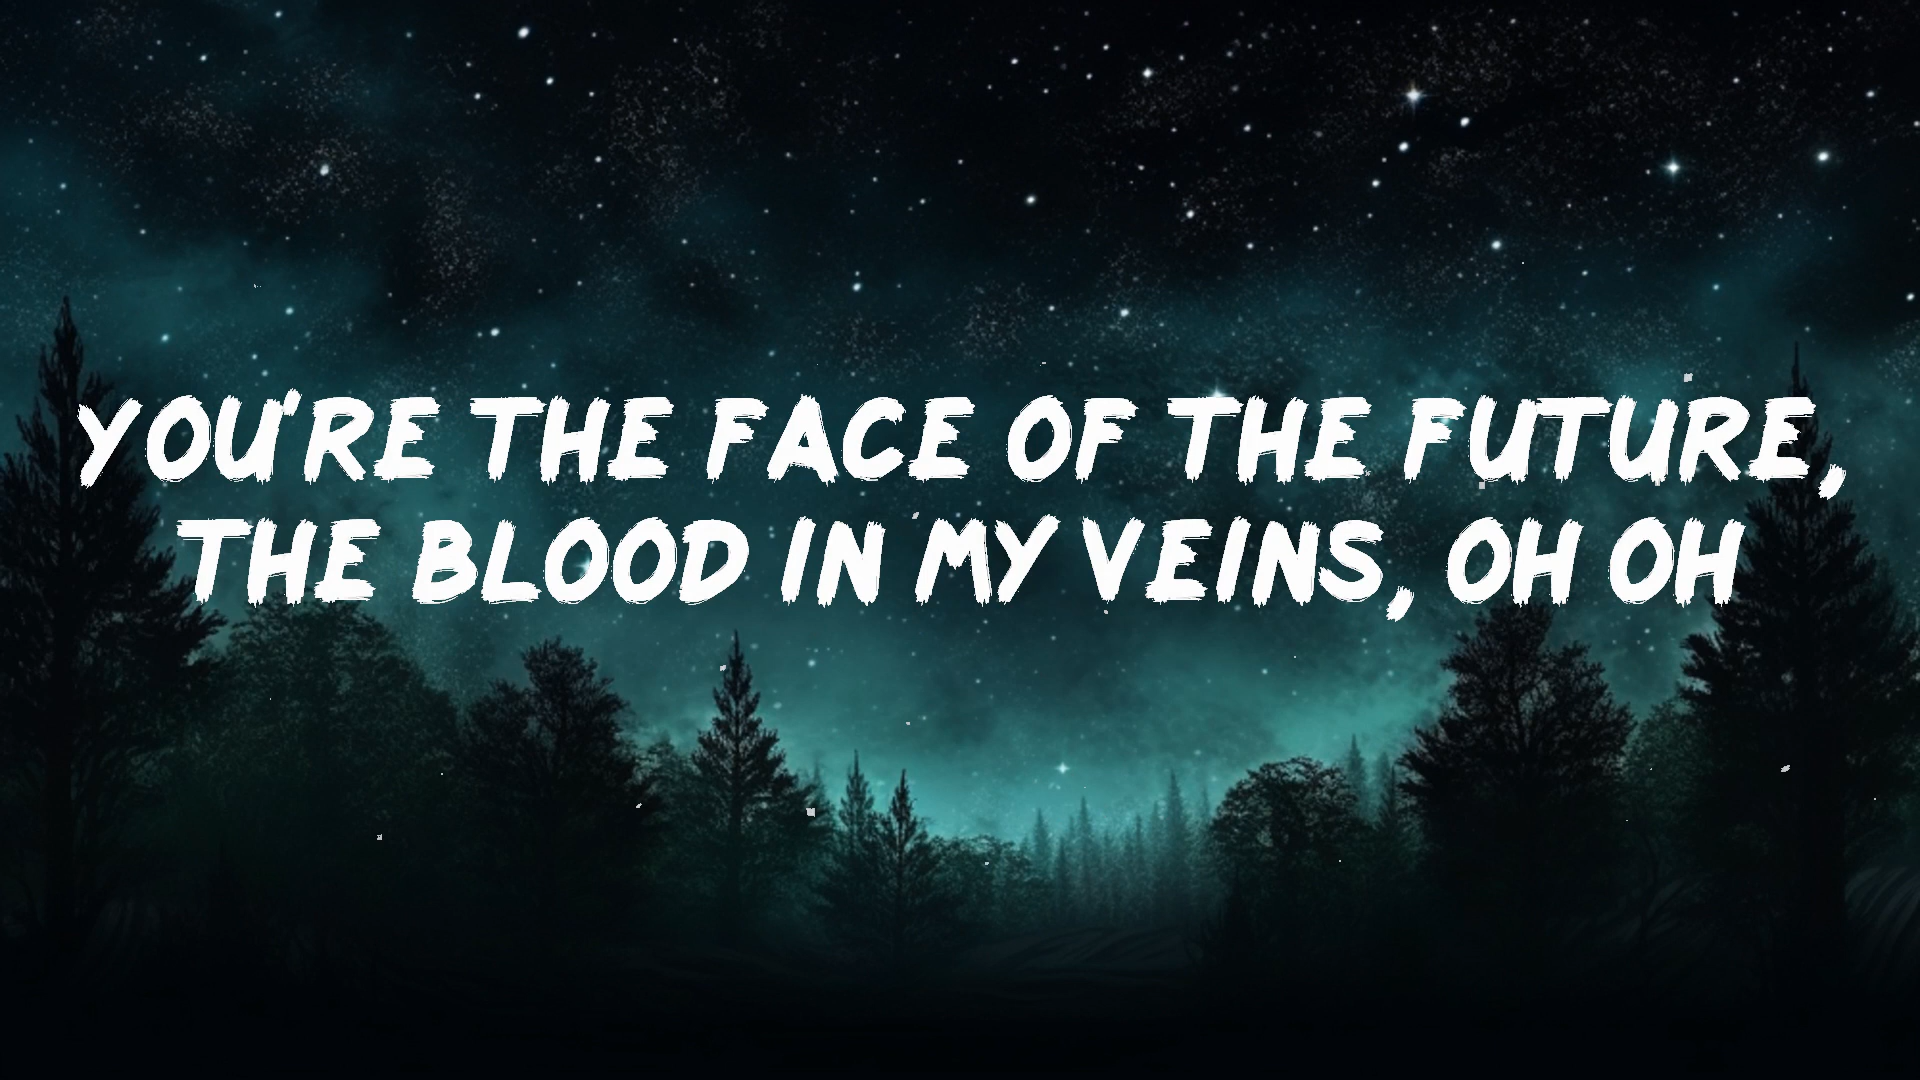 YOU'RE THE FACE OF THE FUTURE,
THE BLOOD IN MY VEINS, OH OH